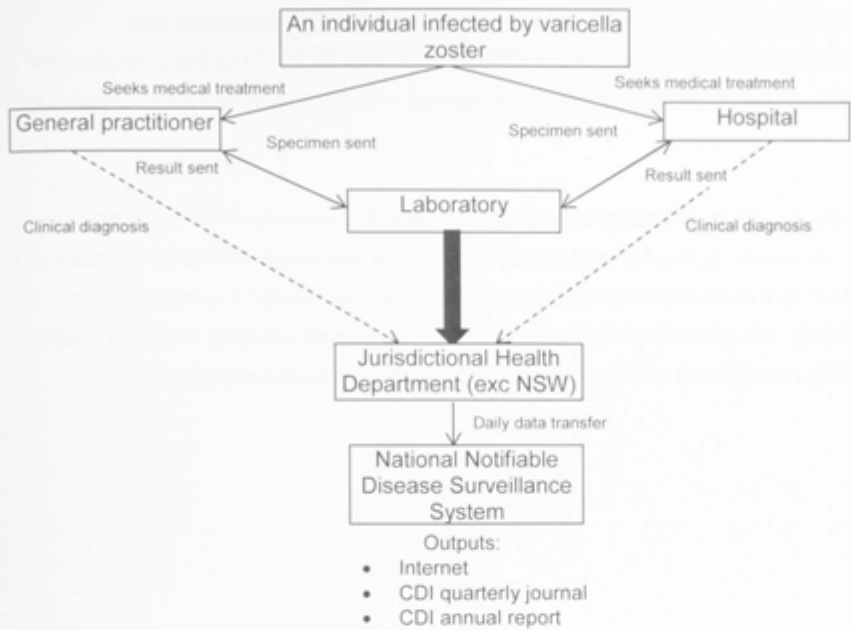 An individual infected by varicella
zoster
Seeks medical treatment
Seeks medical treatment
General practitioner
Hospital
Specimen sent
Specimen sent
Result sent
Result sent
Laboratory
Clinical diagnosis
Clinical diagnosis
Jurisdictional Health
Department (exc NSW)
Daily data transfer
National Notifiable
Disease Surveillance
System
Outputs:
• Internet
• CDI quarterly journal
• CDI annual report